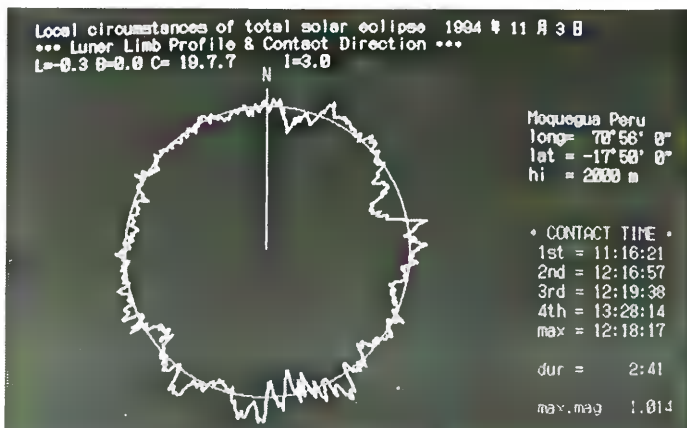 Local circumstances of total solar eclipse 1994 年 11 月 3 日
*** Lunar Limb Profile & Contact Direction ***
L=-0.3 B=0.0 C= 19.7.7 i=3.0
N
Moquegua Peru
long= 70°56' 0"
lat = -17°50' 0"
hi = 2000 m
* CONTACT TIME *
1st = 11:16:21
2nd = 12:16:57
3rd = 12:19:38
4th = 13:28:14
max = 12:18:17
dur = 2:41
max.mag 1.014